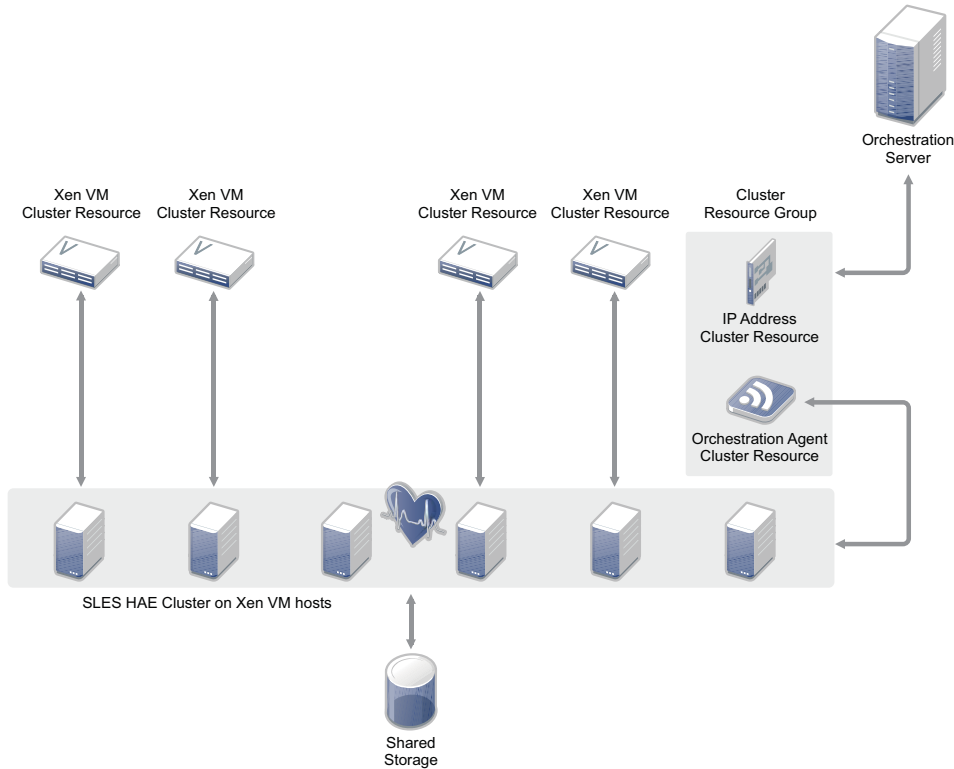 Orchestration
Server
Xen VM
Cluster Resource
Xen VM
Cluster Resource
Xen VM
Cluster Resource
Xen VM
Cluster Resource
Cluster
Resource Group
IP Address
Cluster Resource
Orchestration Agent
Cluster Resource
SLES HAE Cluster on Xen VM hosts
Shared
Storage